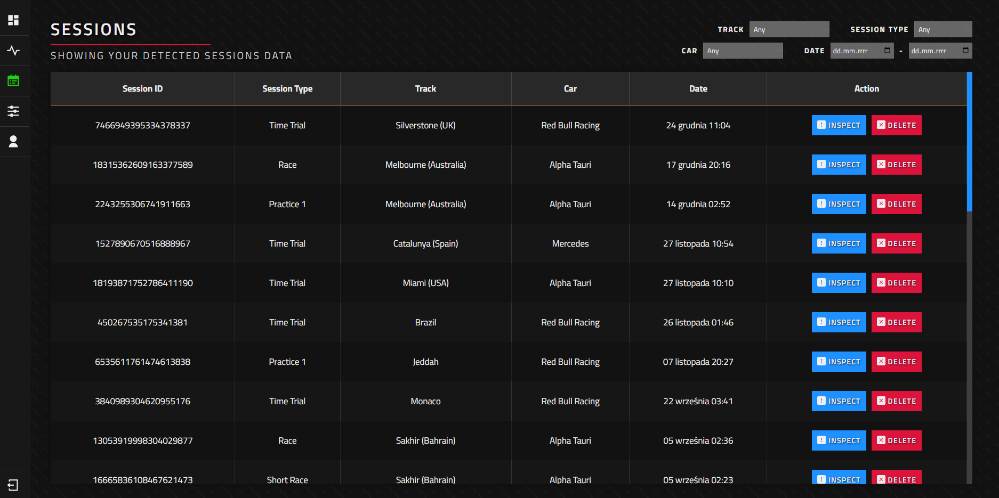 SESSIONS
SHOWING YOUR DETECTED SESSIONS DATA
TRACK Any SESSION TYPE Any
CAR Any DATE dd.mm.rrrr - dd.mm.rrrr
Session ID Session Type Track Car Date Action
7466949395334378337 Time Trial Silverstone (UK) Red Bull Racing 24 grudnia 11:04 INSPECT DELETE
18315362609163377589 Race Melbourne (Australia) Alpha Tauri 17 grudnia 20:16 INSPECT DELETE
2243255306741911663 Practice 1 Melbourne (Australia) Alpha Tauri 14 grudnia 02:52 INSPECT DELETE
1527890670516888967 Time Trial Catalunya (Spain) Mercedes 27 listopada 10:54 INSPECT DELETE
18193871752786411190 Time Trial Miami (USA) Alpha Tauri 27 listopada 10:10 INSPECT DELETE
450267535175341381 Time Trial Brazil Red Bull Racing 26 listopada 01:46 INSPECT DELETE
6535611761474613838 Practice 1 Jeddah Red Bull Racing 07 listopada 20:27 INSPECT DELETE
3840989304620955176 Time Trial Monaco Red Bull Racing 22 września 03:41 INSPECT DELETE
13053919998304029877 Race Sakhir (Bahrain) Alpha Tauri 05 września 02:36 INSPECT DELETE
16665836108467621473 Short Race Sakhir (Bahrain) Alpha Tauri 05 września 02:23 INSPECT DELETE